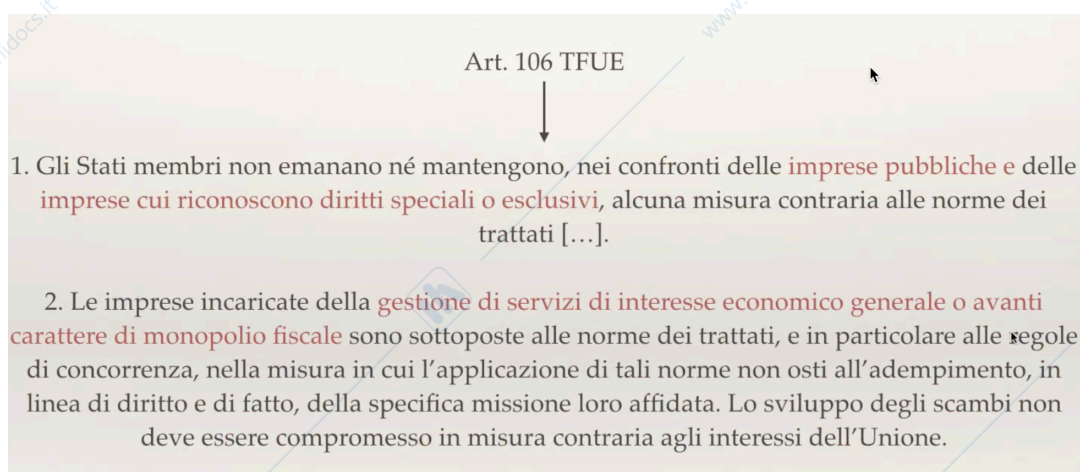 Art. 106 TFUE
1. Gli Stati membri non emanano né mantengono, nei confronti delle imprese pubbliche e delle
imprese cui riconoscono diritti speciali o esclusivi, alcuna misura contraria alle norme dei
trattati […].
2. Le imprese incaricate della gestione di servizi di interesse economico generale o avanti
carattere di monopolio fiscale sono sottoposte alle norme dei trattati, e in particolare alle regole
di concorrenza, nella misura in cui l’applicazione di tali norme non osti all’adempimento, in
linea di diritto e di fatto, della specifica missione loro affidata. Lo sviluppo degli scambi non
deve essere compromesso in misura contraria agli interessi dell’Unione.